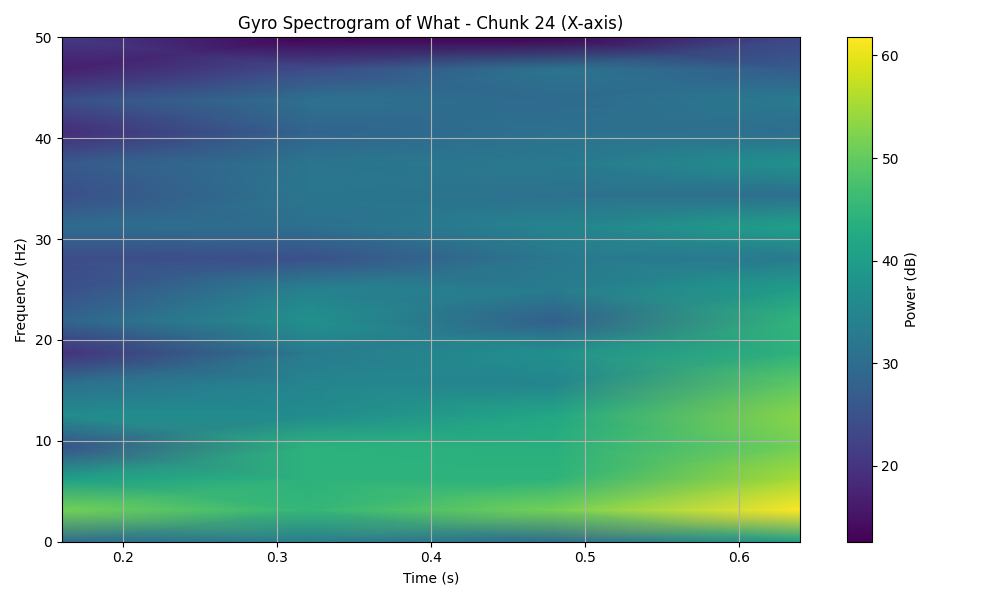 Gyro Spectrogram of What - Chunk 24 (X-axis)
50
40
30
20
10
0
Frequency (Hz)
0.2 0.3 0.4 0.5 0.6
Time (s)
60
50
40
30
20
Power (dB)